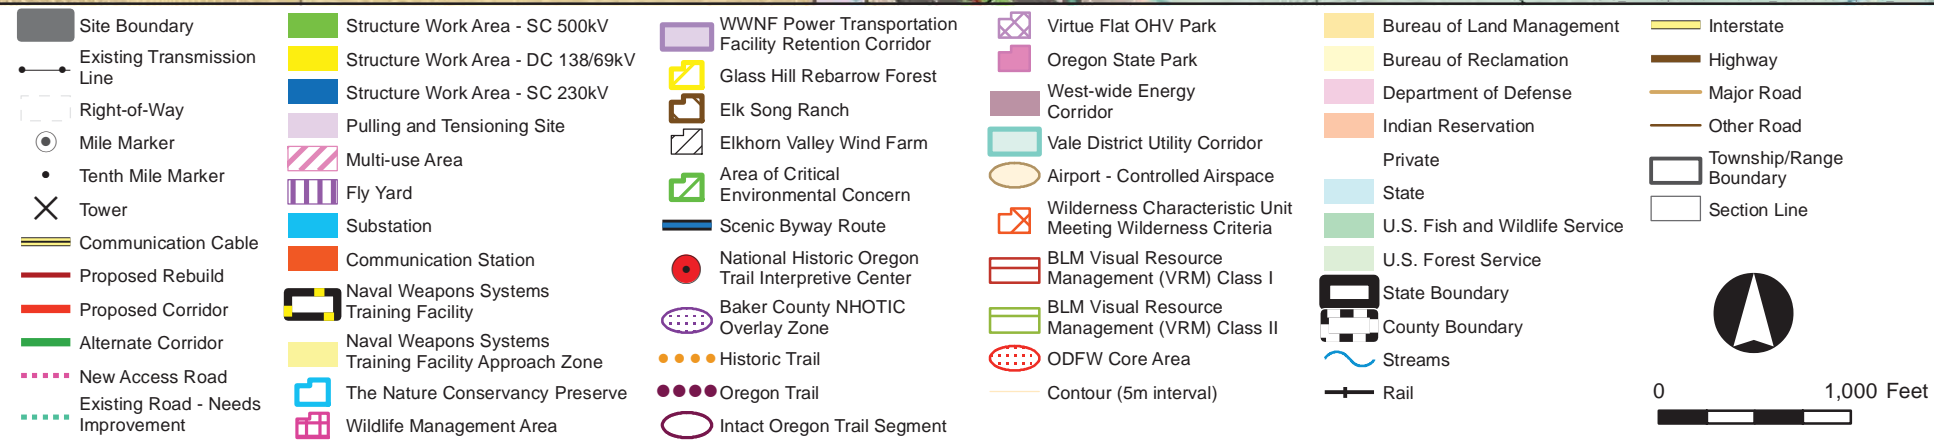 Site Boundary
Existing Transmission
Line
Right-of-Way
Mile Marker
Tenth Mile Marker
Tower
Communication Cable
Proposed Rebuild
Proposed Corridor
Alternate Corridor
New Access Road
Existing Road - Needs
Improvement
Structure Work Area - SC 500kV
Structure Work Area - DC 138/69kV
Structure Work Area - SC 230kV
Pulling and Tensioning Site
Multi-use Area
Fly Yard
Substation
Communication Station
Naval Weapons Systems
Training Facility
Naval Weapons Systems
Training Facility Approach Zone
The Nature Conservancy Preserve
Wildlife Management Area
WWNF Power Transportation
Facility Retention Corridor
Glass Hill Rebarrow Forest
Elk Song Ranch
Elkhorn Valley Wind Farm
Area of Critical
Environmental Concern
Scenic Byway Route
National Historic Oregon
Trail Interpretive Center
Baker County NHOTIC
Overlay Zone
Historic Trail
Oregon Trail
Intact Oregon Trail Segment
Virtue Flat OHV Park
Oregon State Park
West-wide Energy
Corridor
Vale District Utility Corridor
Airport - Controlled Airspace
Wilderness Characteristic Unit
Meeting Wilderness Criteria
BLM Visual Resource
Management (VRM) Class I
BLM Visual Resource
Management (VRM) Class II
ODFW Core Area
Contour (5m interval)
Bureau of Land Management
Bureau of Reclamation
Department of Defense
Indian Reservation
Private
State
U.S. Fish and Wildlife Service
U.S. Forest Service
State Boundary
County Boundary
Streams
Rail
Interstate
Highway
Major Road
Other Road
Township/Range
Boundary
Section Line
0 1,000 Feet